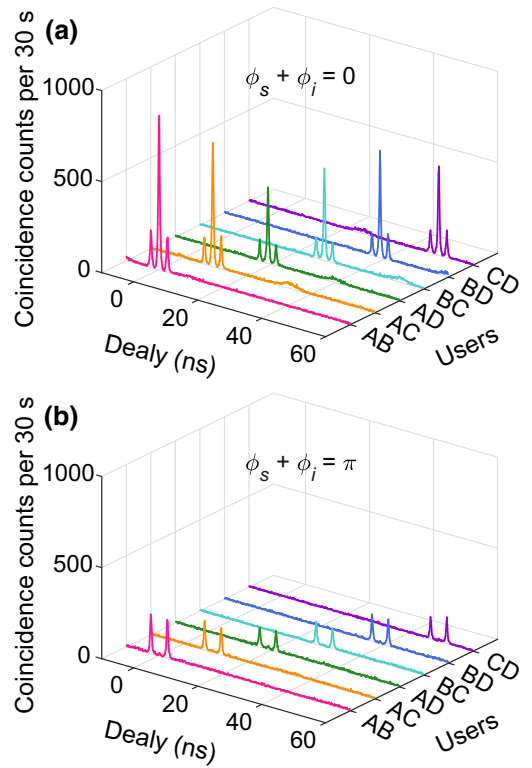 (a)
ϕs + ϕi = 0
Coincidence counts per 30 s
1000
500
0
0
20
40
60
Dealy (ns)
AB
AC
AD
BC
BD
CD
Users
(b)
ϕs + ϕi = π
Coincidence counts per 30 s
1000
500
0
0
20
40
60
Dealy (ns)
AB
AC
AD
BC
BD
CD
Users